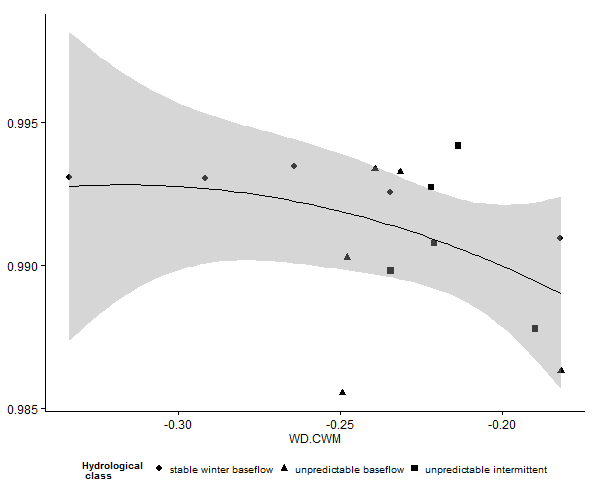 0.995
0.990
0.985
-0.30 -0.25 -0.20
WD.CWM
Hydrological
class
stable winter baseflow unpredictable baseflow unpredictable intermittent